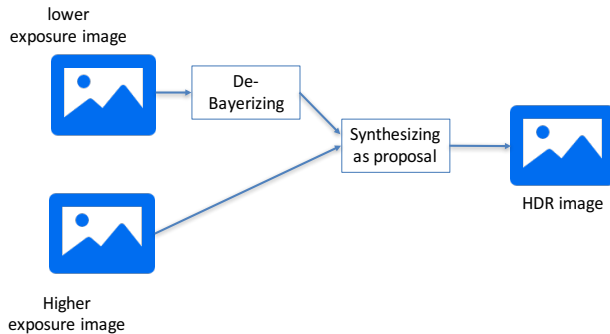 lower
exposure image
De-
Bayerizing
Synthesizing
as proposal
HDR image
Higher
exposure image